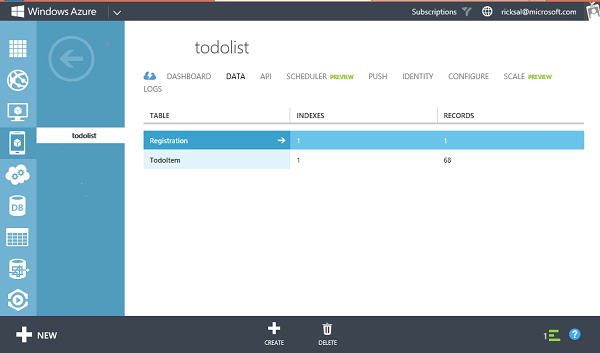 Windows Azure Subscriptions ricksal@microsoft.com
todolist
DASHBOARD DATA API SCHEDULER PREVIEW PUSH IDENTITY CONFIGURE SCALE PREVIEW
LOGS
TABLE INDEXES RECORDS
todolist
Registration 1 1
TodoItem 1 68
DB
NEW CREATE DELETE 1 ?